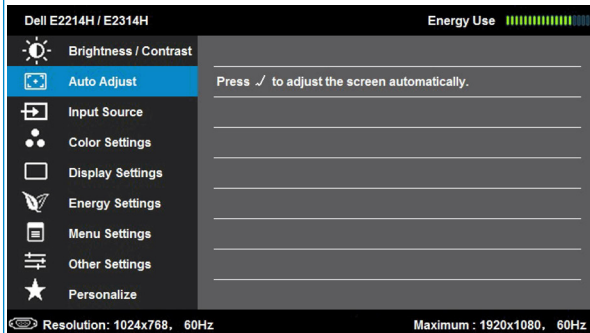 Dell E2214H / E2314H Energy Use
Brightness / Contrast
Auto Adjust Press ✓ to adjust the screen automatically.
Input Source
Color Settings
Display Settings
Energy Settings
Menu Settings
Other Settings
Personalize
Resolution: 1024x768, 60Hz Maximum : 1920x1080, 60Hz